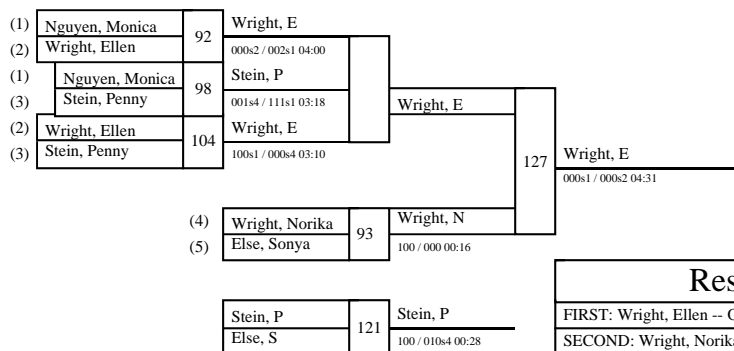 (1) Nguyen, Monica 92 Wright, E
(2) Wright, Ellen 000s2 / 002s1 04:00
(1) Nguyen, Monica 98 Stein, P
(3) Stein, Penny 001s4 / 111s1 03:18
Wright, E
(2) Wright, Ellen 104 Wright, E
(3) Stein, Penny 100s1 / 000s4 03:10
127 Wright, E
000s1 / 000s2 04:31
(4) Wright, Norika 93 Wright, N
(5) Else, Sonya 100 / 000 00:16
Res
Stein, P 121 Stein, P
Else, S 100 / 010s4 00:28
FIRST: Wright, Ellen --
SECOND: Wright, Norika